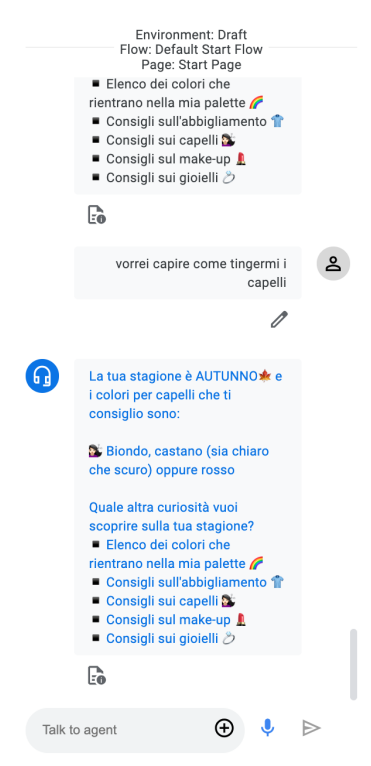 Environment: Draft
Flow: Default Start Flow
Page: Start Page
▪️ Elenco dei colori che
rientrano nella mia palette 🌈
▪️ Consigli sull'abbigliamento 👕
▪️ Consigli sui capelli 💇🏻‍♀️
▪️ Consigli sul make-up 💄
▪️ Consigli sui gioielli 💍
vorrei capire come tingermi i
capelli
La tua stagione è AUTUNNO🍁 e
i colori per capelli che ti
consiglio sono:
💇🏻‍♀️ Biondo, castano (sia chiaro
che scuro) oppure rosso
Quale altra curiosità vuoi
scoprire sulla tua stagione?
▪️ Elenco dei colori che
rientrano nella mia palette 🌈
▪️ Consigli sull'abbigliamento 👕
▪️ Consigli sui capelli 💇🏻‍♀️
▪️ Consigli sul make-up 💄
▪️ Consigli sui gioielli 💍
Talk to agent